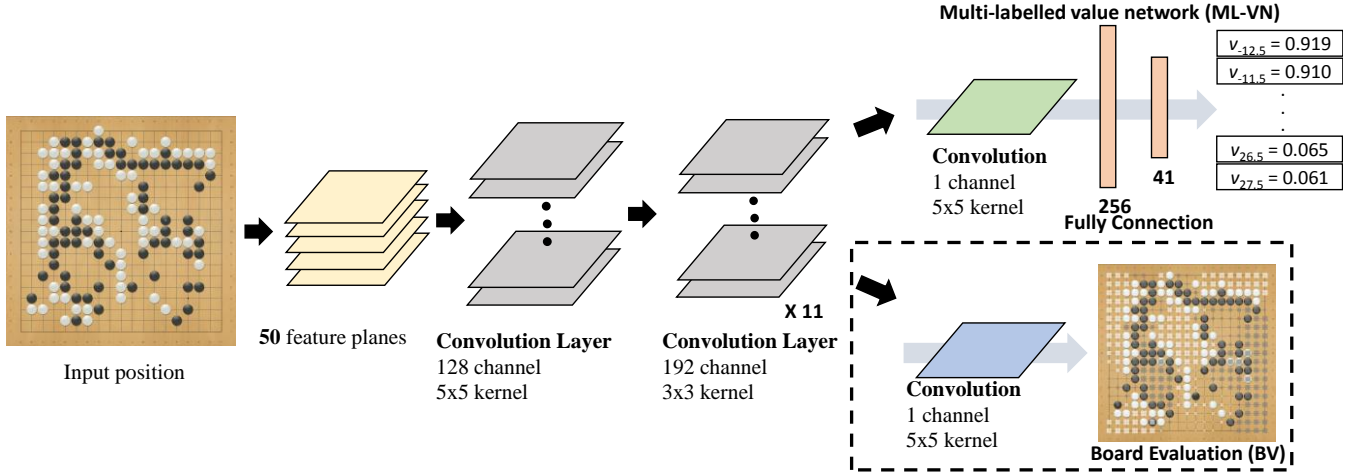 Multi-labelled value network (ML-VN)
v-12.5 = 0.919
v-11.5 = 0.910
.
.
.
v26.5 = 0.065
v27.5 = 0.061
Convolution
1 channel
5x5 kernel
256
41
Fully Connection
Input position
50 feature planes
Convolution Layer
128 channel
5x5 kernel
X 11
Convolution Layer
192 channel
3x3 kernel
Convolution
1 channel
5x5 kernel
Board Evaluation (BV)